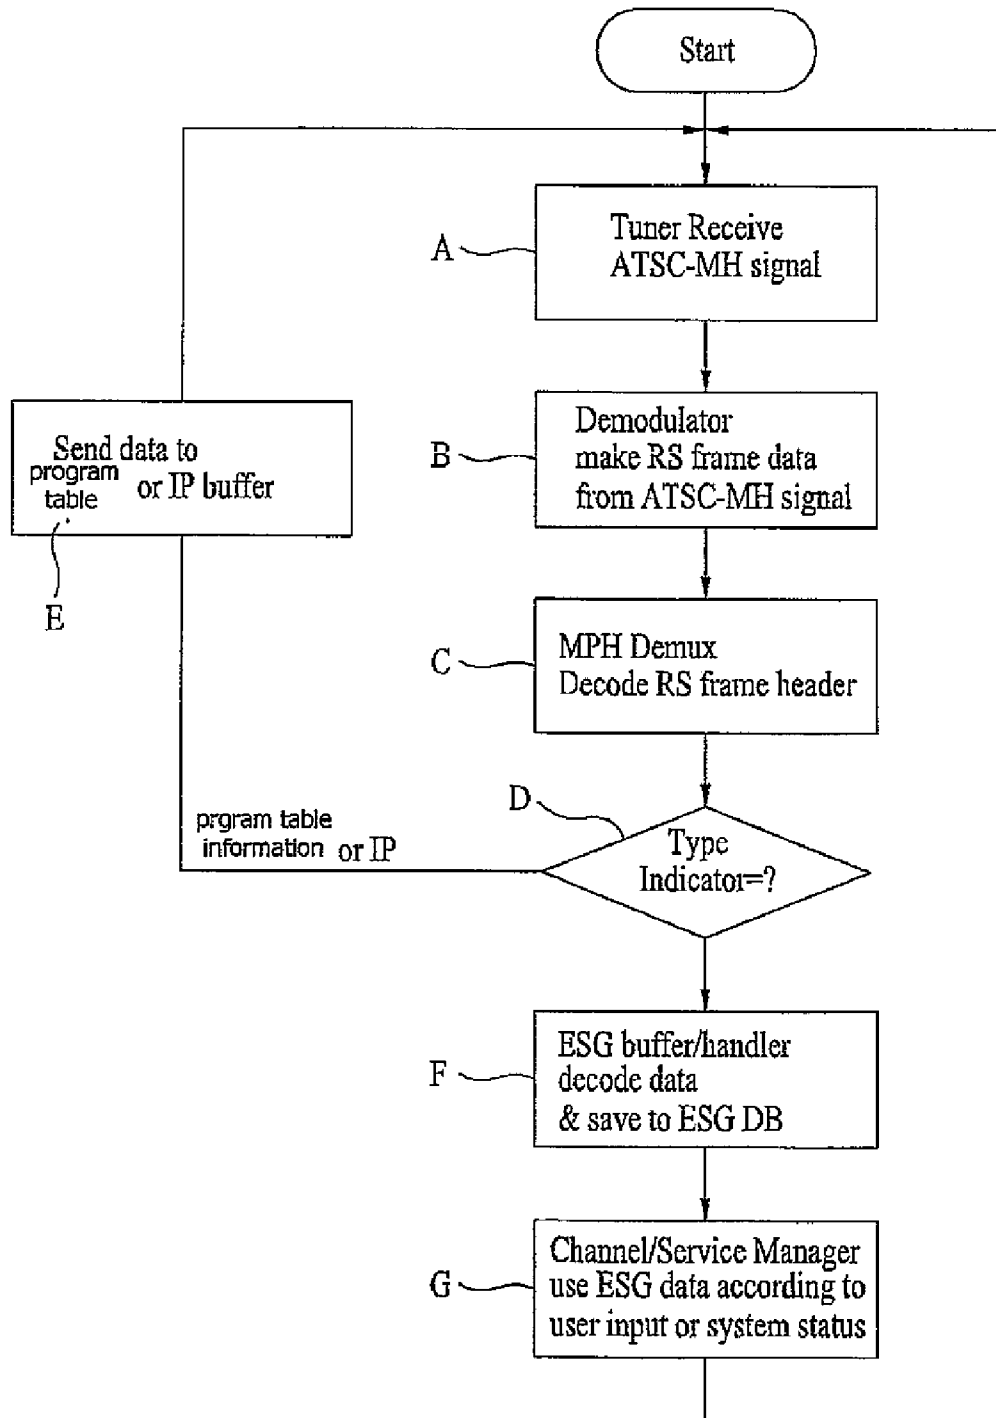 Start
A
Tuner Receive
ATSC-MH signal
B
Demodulator
make RS frame data
from ATSC-MH signal
Send data to
program
table
or IP buffer
E
C
MPH Demux
Decode RS frame header
D
Type
Indicator=?
prgram table
information or IP
F
ESG buffer/handler
decode data
& save to ESG DB
G
Channel/Service Manager
use ESG data according to
user input or system status